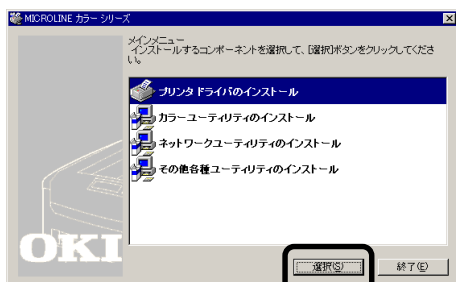 MICROLINE カラー シリーズ
メインメニュー
インストールするコンポーネントを選択して、[選択]ボタンをクリックしてくださ
い。
プリンタドライバのインストール
カラーユーティリティのインストール
ネットワークユーティリティのインストール
その他各種ユーティリティのインストール
OKI
選択(S)
終了(E)